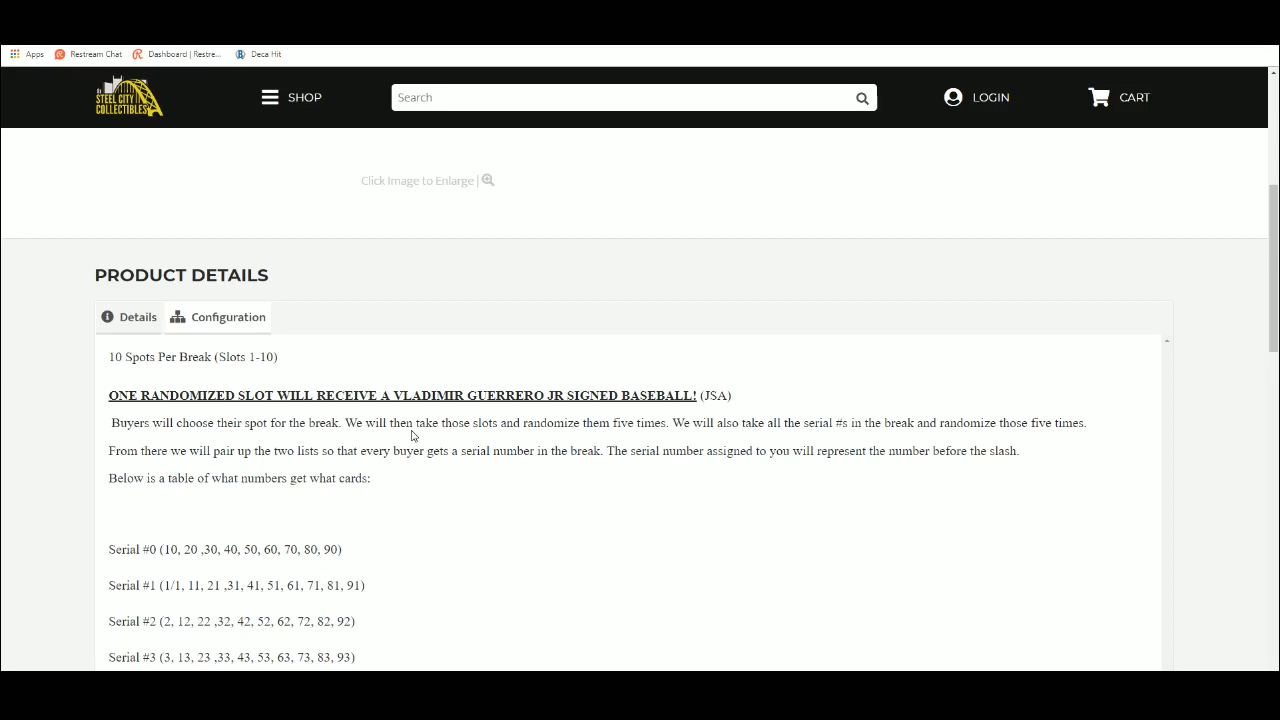 Apps Restream Chat Dashboard | Restre... Deca Hit
STEEL CITY
COLLECTIBLES
SHOP
Search
LOGIN
CART
Click Image to Enlarge |
PRODUCT DETAILS
Details
Configuration
10 Spots Per Break (Slots 1-10)
ONE RANDOMIZED SLOT WILL RECEIVE A VLADIMIR GUERRERO JR SIGNED BASEBALL! (JSA)
Buyers will choose their spot for the break. We will then take those slots and randomize them five times. We will also take all the serial #s in the break and randomize those five times.
From there we will pair up the two lists so that every buyer gets a serial number in the break. The serial number assigned to you will represent the number before the slash.
Below is a table of what numbers get what cards:
Serial #0 (10, 20 ,30, 40, 50, 60, 70, 80, 90)
Serial #1 (1/1, 11, 21 ,31, 41, 51, 61, 71, 81, 91)
Serial #2 (2, 12, 22 ,32, 42, 52, 62, 72, 82, 92)
Serial #3 (3, 13, 23 ,33, 43, 53, 63, 73, 83, 93)